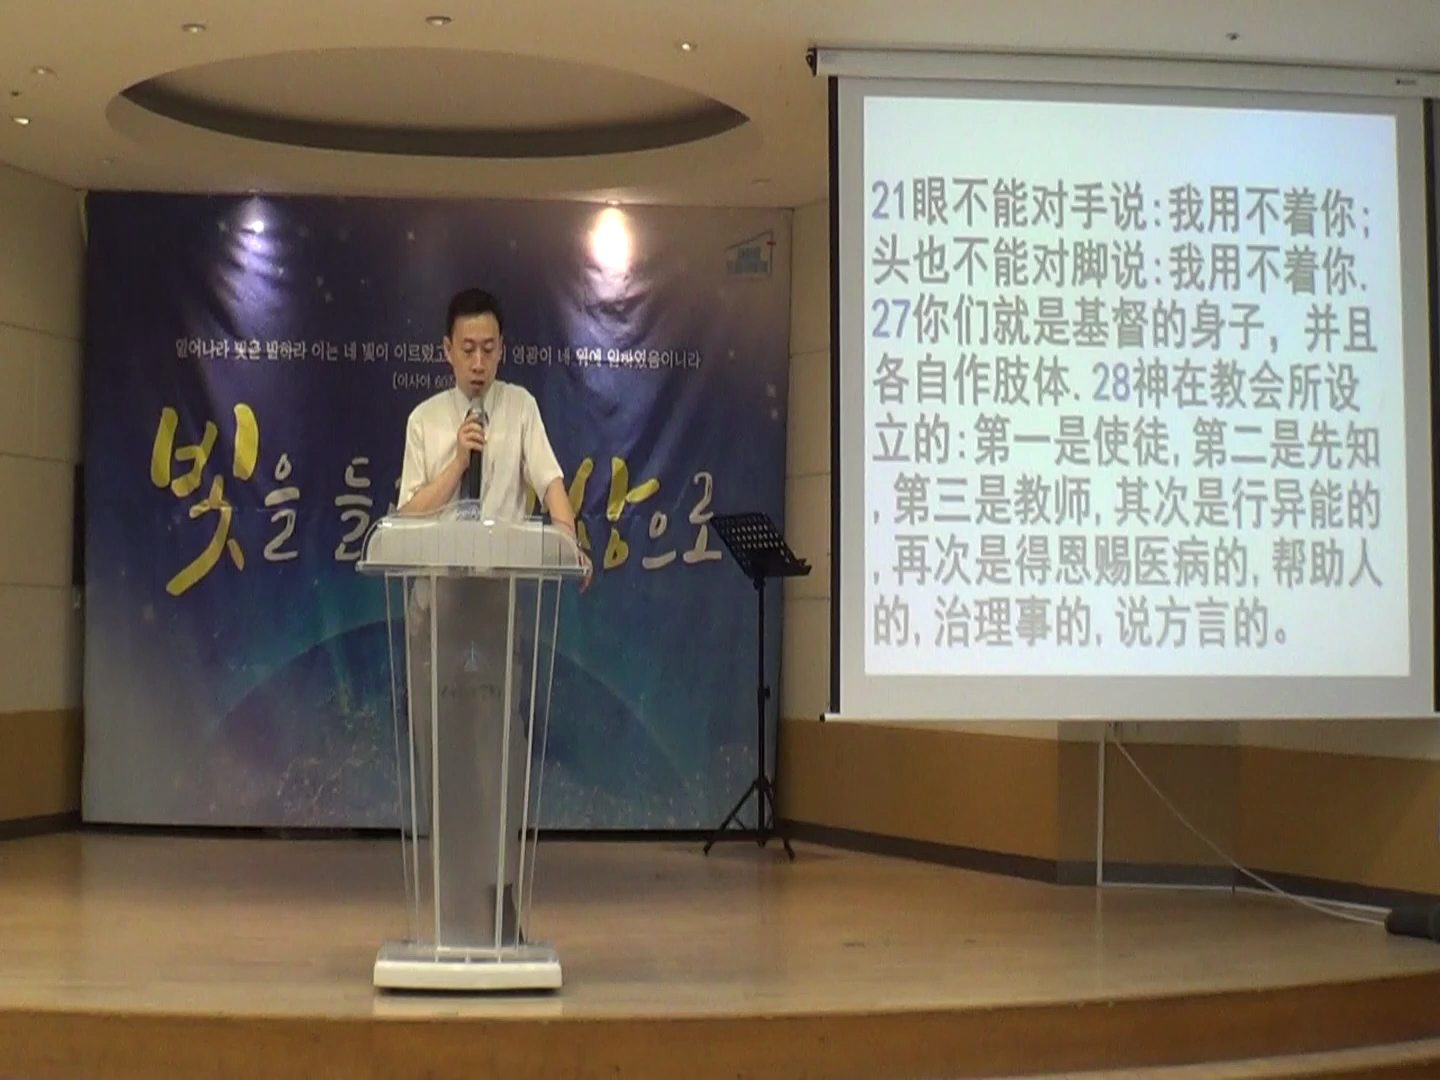 일어나라 빛을 발하라 이는 네 빛이 이르렀고 영광이 네 위에 임하였음이니라
[이사야 60
빛을 들 상으로
21眼不能对手说:我用不着你;
头也不能对脚说:我用不着你.
27你们就是基督的身子，并且
各自作肢体.28神在教会所设
立的:第一是使徒,第二是先知
,第三是教师,其次是行异能的
,再次是得恩赐医病的,帮助人
的,治理事的,说方言的。